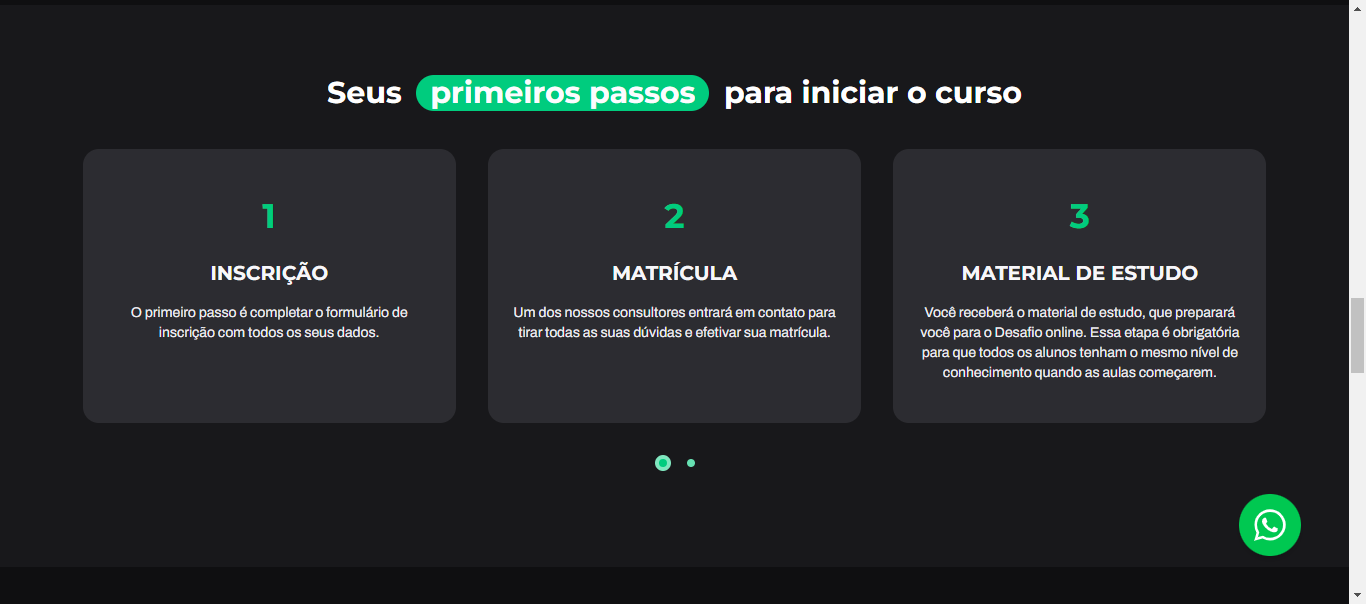 Seus primeiros passos para iniciar o curso
1
INSCRIÇÃO
O primeiro passo é completar o formulário de
inscrição com todos os seus dados.
2
MATRÍCULA
Um dos nossos consultores entrará em contato para
tirar todas as suas dúvidas e efetivar sua matrícula.
3
MATERIAL DE ESTUDO
Você receberá o material de estudo, que preparará
você para o Desafio online. Essa etapa é obrigatória
para que todos os alunos tenham o mesmo nível de
conhecimento quando as aulas começarem.